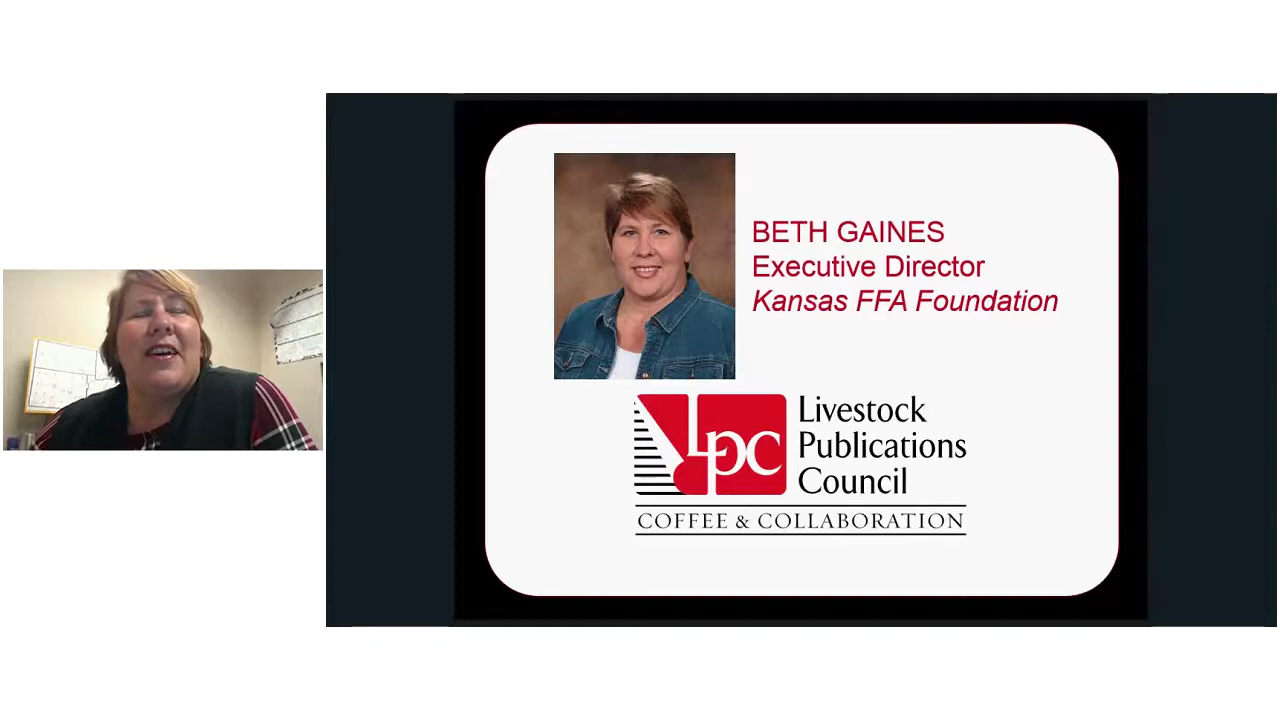 BETH GAINES
Executive Director
Kansas FFA Foundation
Lpc
Livestock
Publications
Council
COFFEE & COLLABORATION